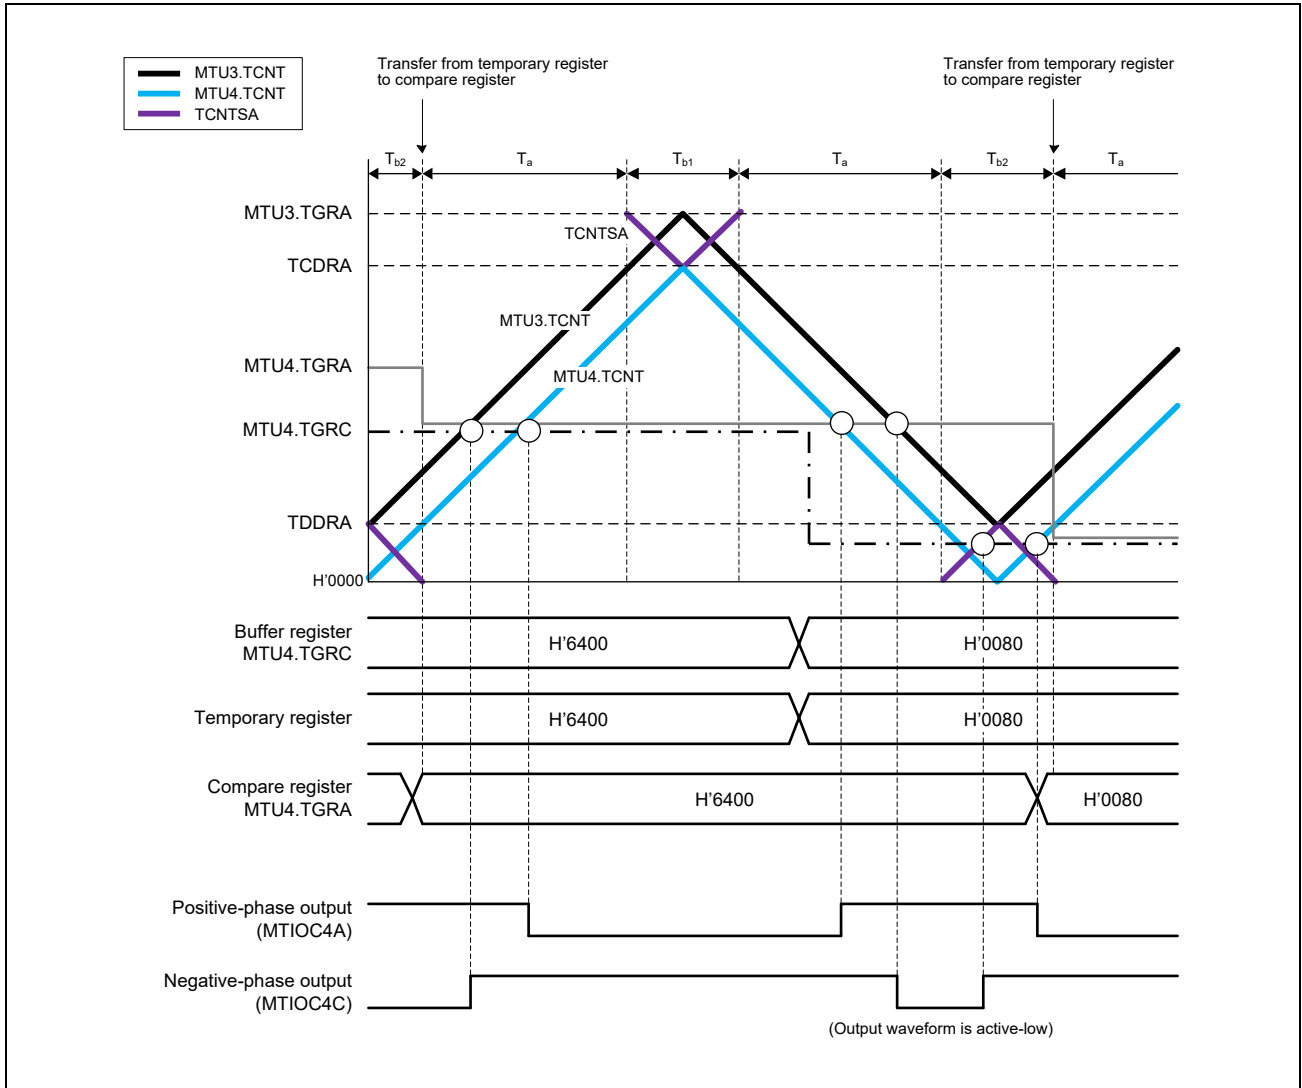 MTU3.TCNT
MTU4.TCNT
TCNTSA
Transfer from temporary register
to compare register
Transfer from temporary register
to compare register
Tb2
Ta
Tb1
Ta
Tb2
Ta
MTU3.TGRA
TCNTSA
TCDRA
MTU3.TCNT
MTU4.TGRA
MTU4.TCNT
MTU4.TGRC
TDDRA
H'0000
Buffer register
MTU4.TGRC
H'6400
H'0080
Temporary register
H'6400
H'0080
Compare register
MTU4.TGRA
H'6400
H'0080
Positive-phase output
(MTIOC4A)
Negative-phase output
(MTIOC4C)
(Output waveform is active-low)